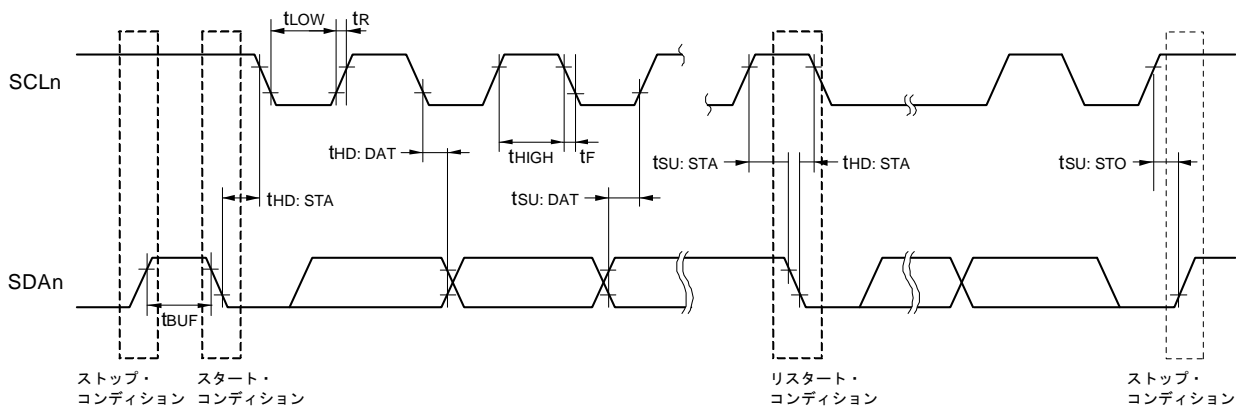 tLOW
tR
SCLn
tHD: DAT
tHIGH
tF
tSU: STA
tHD: STA
tSU: STO
tHD: STA
tSU: DAT
SDAn
tBUF
ストップ・
コンディション
スタート・
コンディション
リスタート・
コンディション
ストップ・
コンディション